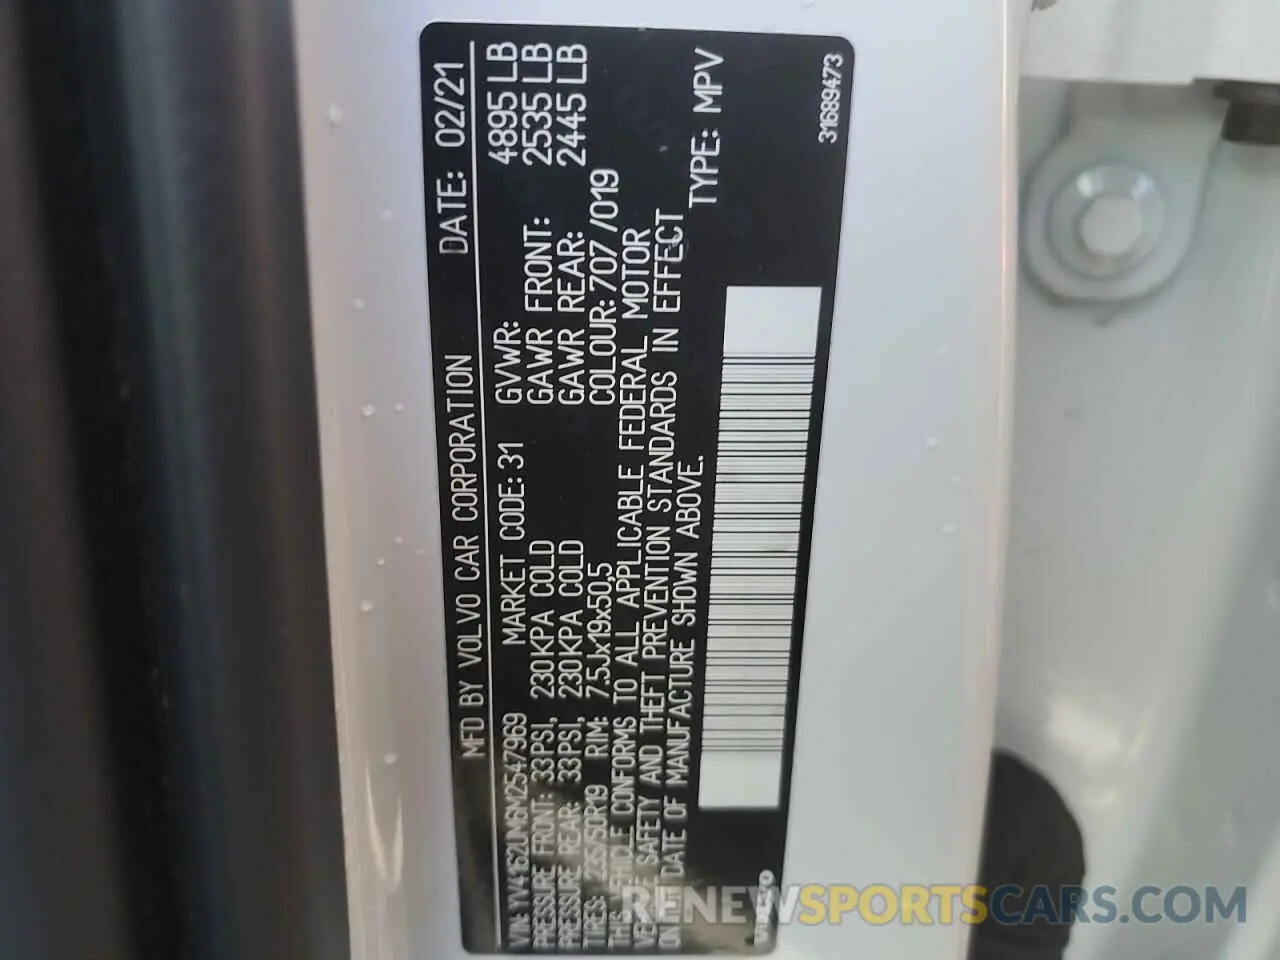 MFD BY VOLVO CAR CORPORATION DATE: 02/21
VIN: YV4162UM6M2547969 MARKET CODE: 31 GVWR: 4895 LB
PRESSURE FRONT: 33PSI, 230KPA COLD GAWR FRONT: 2535 LB
PRESSURE REAR: 33PSI, 230KPA COLD GAWR REAR: 2445 LB
TIRES: 235/50R19 RIM: 7.5Jx19x50,5 COLOUR: 707 /019
THIS VEHICLE CONFORMS TO ALL APPLICABLE FEDERAL MOTOR
VEHICLE SAFETY AND THEFT PREVENTION STANDARDS IN EFFECT
ON DATE OF MANUFACTURE SHOWN ABOVE. TYPE: MPV
VOLVO
31689473
RENEWSPORTSCARS.COM